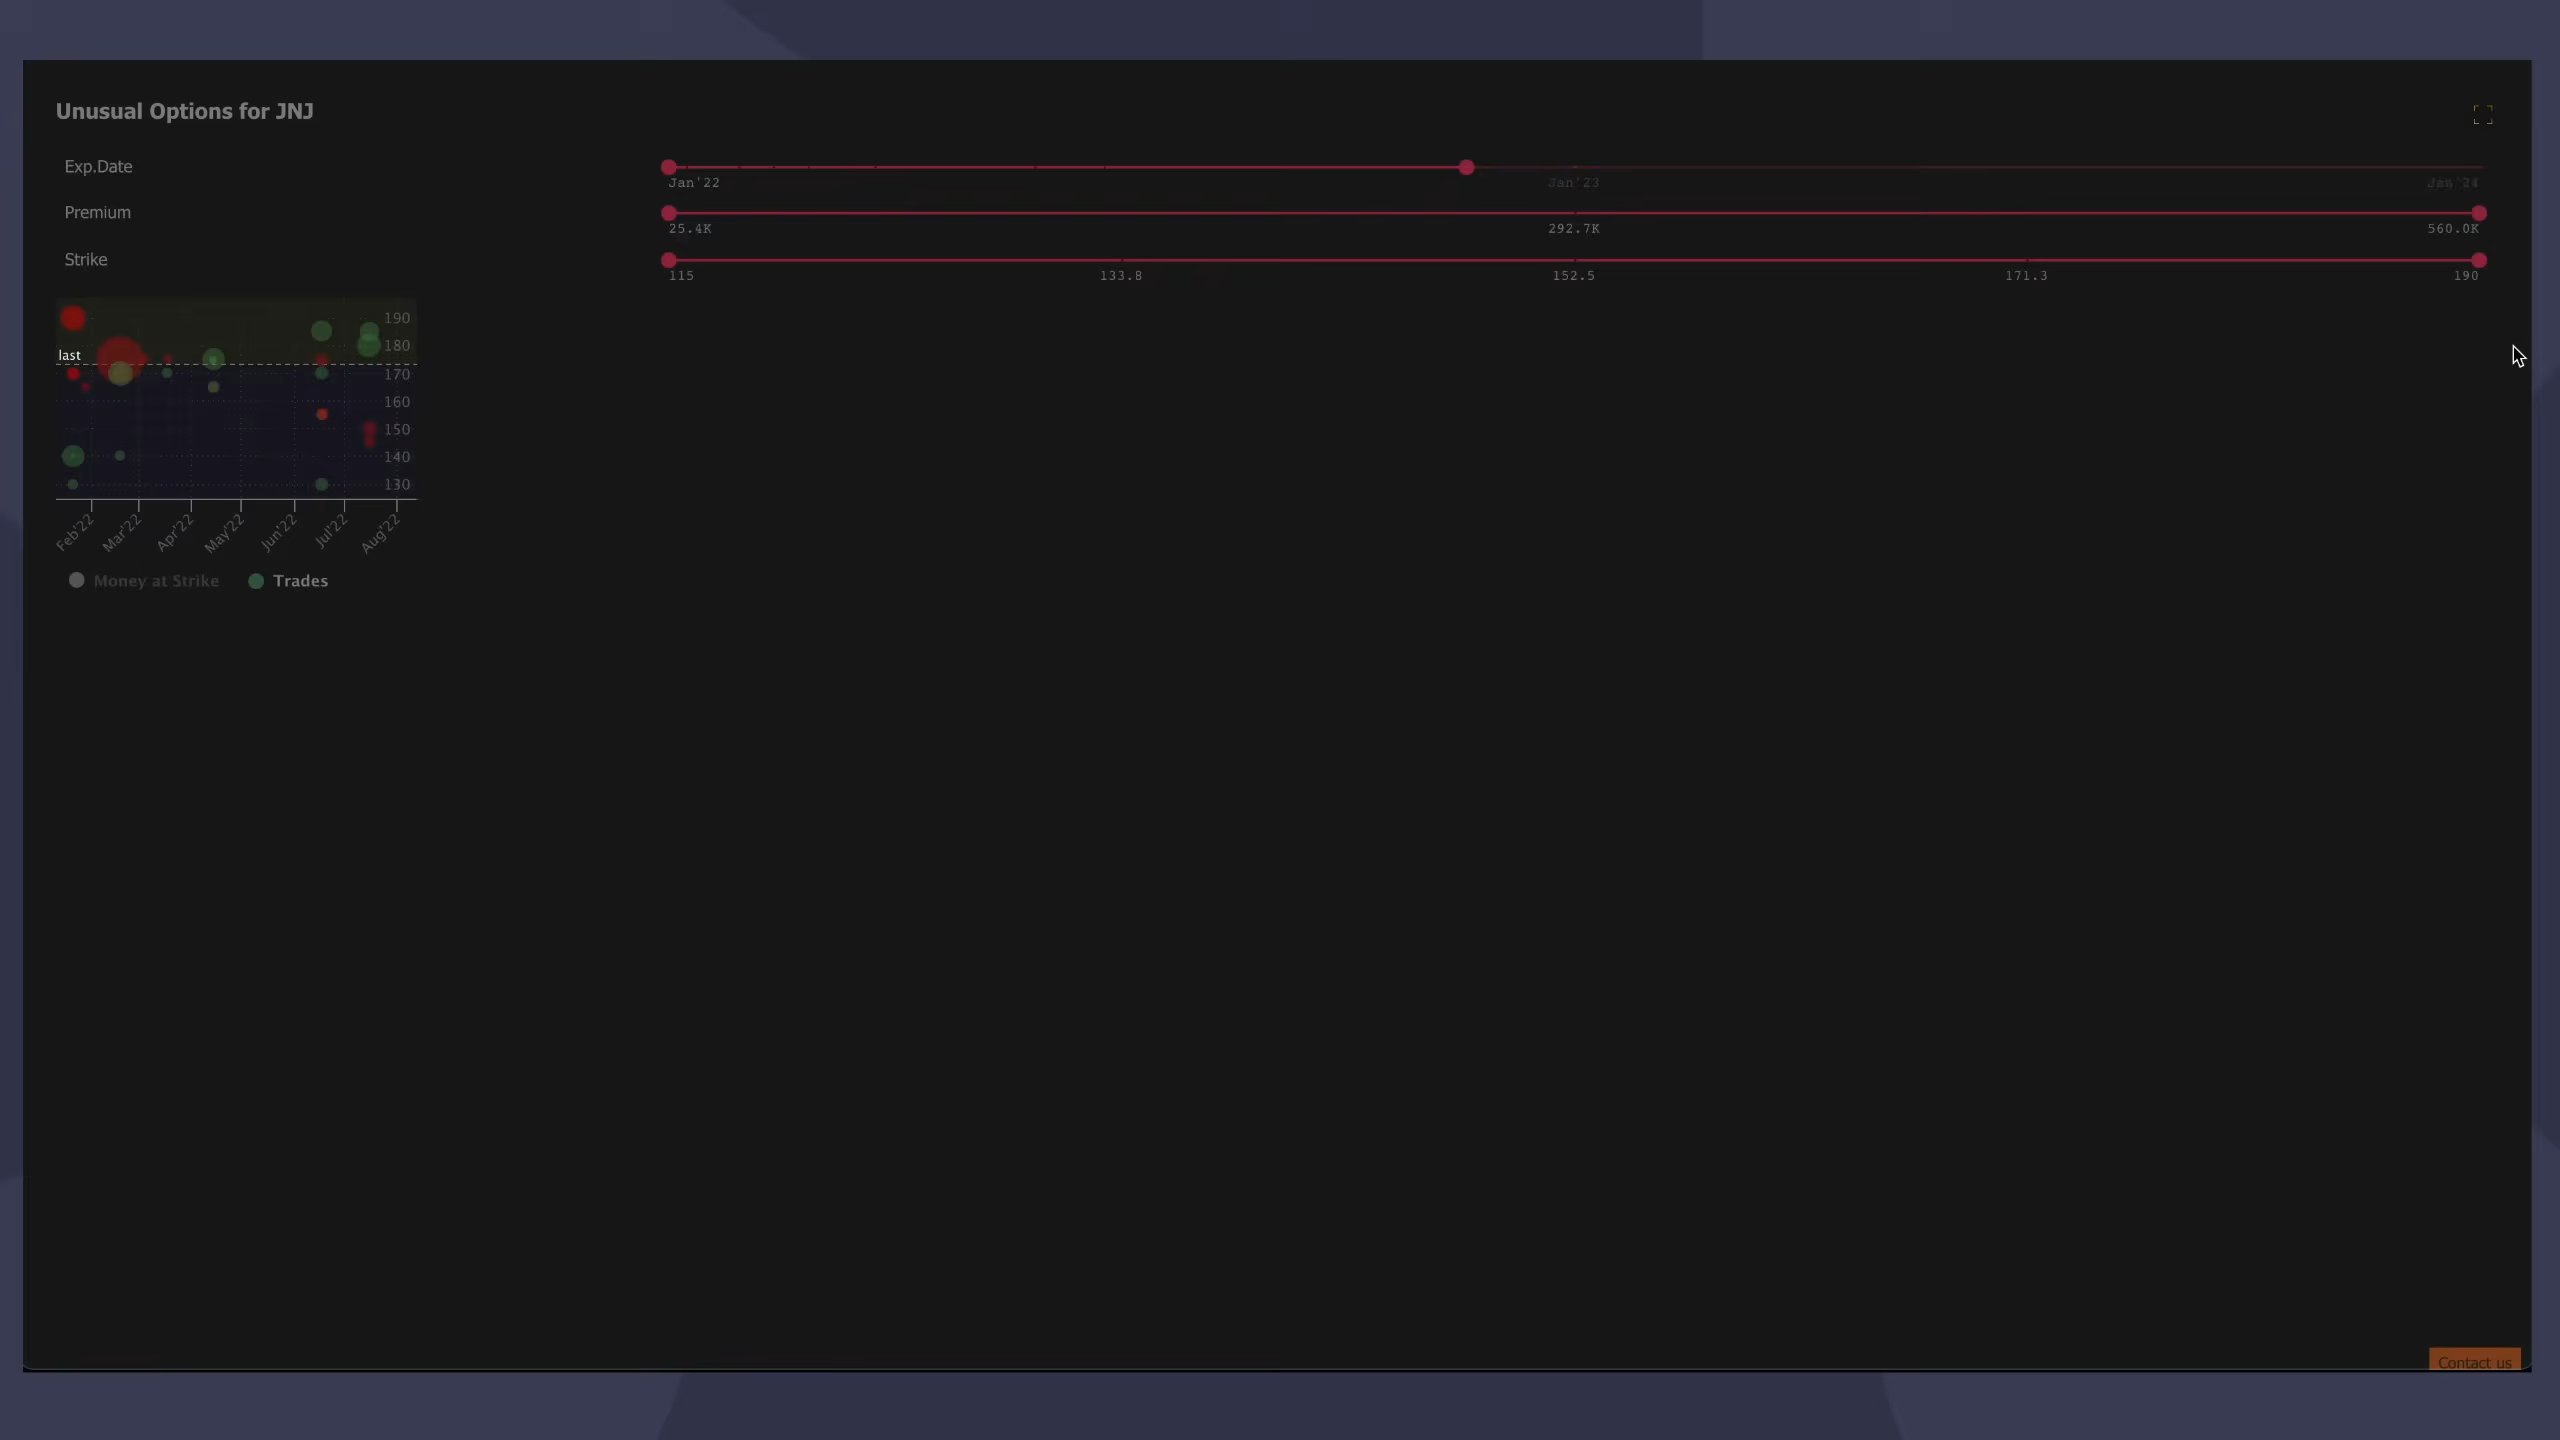 Unusual Options for JNJ
Exp.Date
Jan'22 Jan'23
Premium
25.4K 292.7K 560.0K
Strike
115 133.8 152.5 171.3 190
190
180
last
170
160
150
140
130
Feb'22 Mar'22 Apr'22 May'22 Jun'22 Jul'22 Aug'22
Money at Strike Trades
Contact us